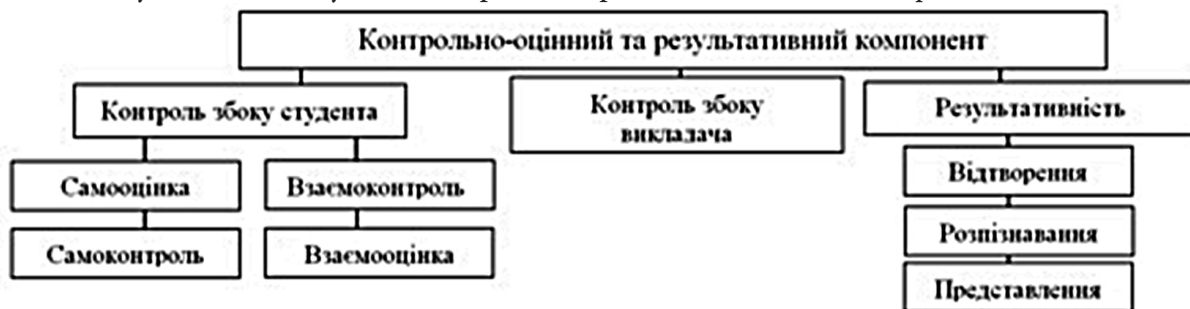 Контрольно-оцінний та результативний компонент
Контроль збоку студента
Контроль збоку
викладача
Результативність
Самооцінка
Взаємоконтроль
Відтворення
Самоконтроль
Взаємооцінка
Розпізнавання
Представлення